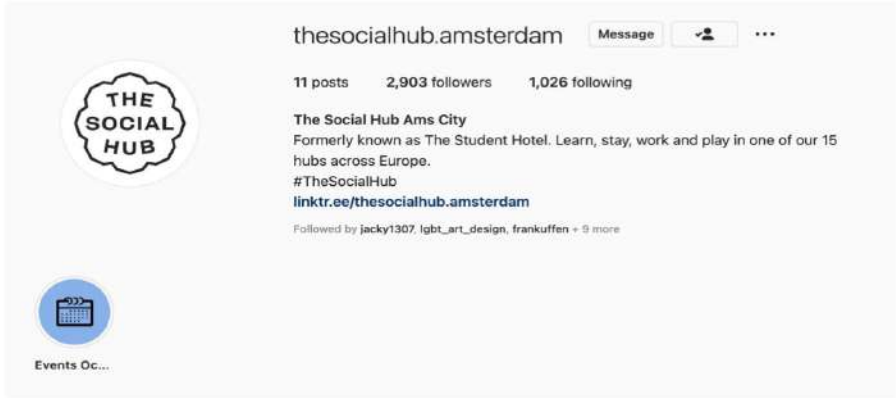 thesocialhub.amsterdam Message ...
THE
SOCIAL
HUB
11 posts 2,903 followers 1,026 following
The Social Hub Ams City
Formerly known as The Student Hotel. Learn, stay, work and play in one of our 15
hubs across Europe.
#TheSocialHub
linktr.ee/thesocialhub.amsterdam
Followed by jacky1307, lgbt_art_design, frankuffen + 9 more
Events Oc...